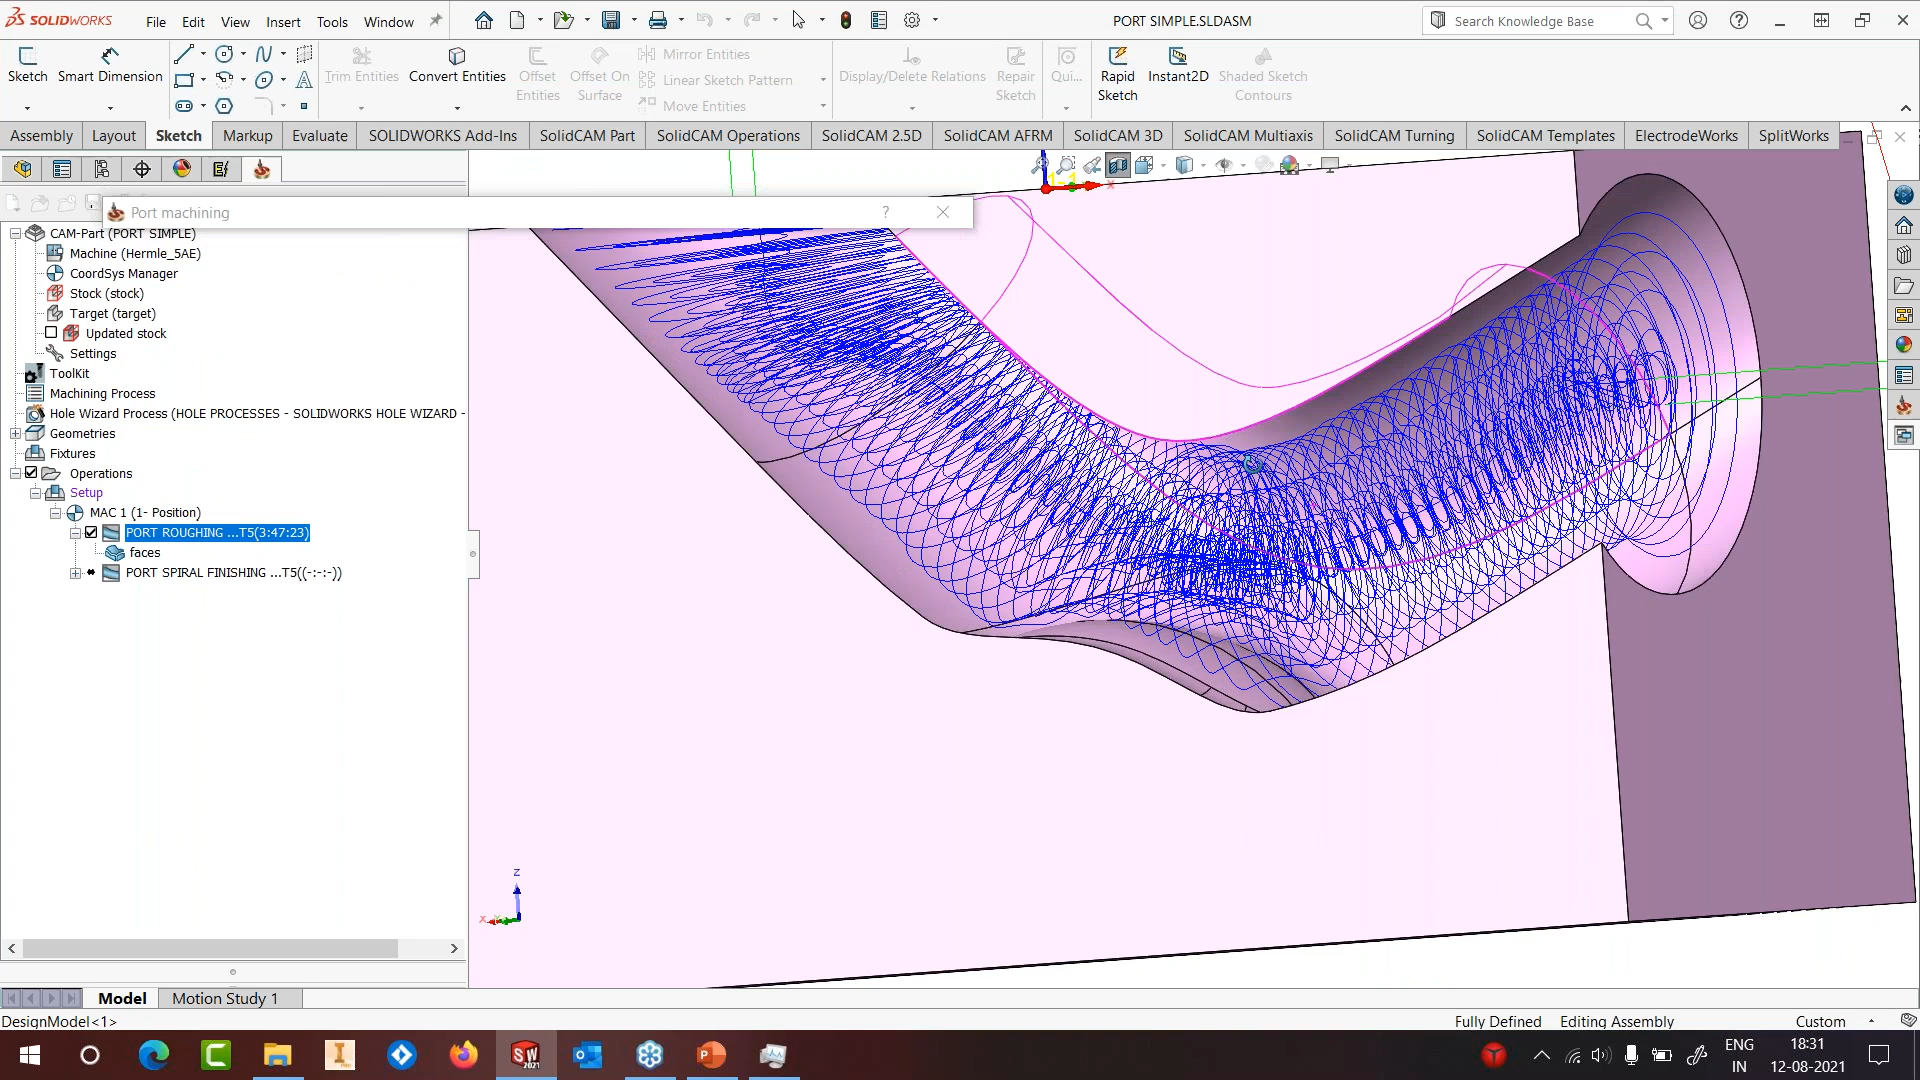 SOLIDWORKS File Edit View Insert Tools Window PORT SIMPLE.SLDASM Search Knowledge Base
Sketch Smart Dimension Trim Entities Convert Entities Offset Entities Offset On Surface Mirror Entities Linear Sketch Pattern Move Entities Display/Delete Relations Repair Sketch Qui... Rapid Sketch Instant2D Shaded Sketch Contours
Assembly Layout Sketch Markup Evaluate SOLIDWORKS Add-Ins SolidCAM Part SolidCAM Operations SolidCAM 2.5D SolidCAM AFRM SolidCAM 3D SolidCAM Multiaxis SolidCAM Turning SolidCAM Templates ElectrodeWorks SplitWorks
Port machining ?
CAM-Part (PORT SIMPLE)
Machine (Hermle_5AE)
CoordSys Manager
Stock (stock)
Target (target)
Updated stock
Settings
ToolKit
Machining Process
Hole Wizard Process (HOLE PROCESSES - SOLIDWORKS HOLE WIZARD -
Geometries
Fixtures
Operations
Setup
MAC 1 (1- Position)
PORT ROUGHING ...T5(3:47:23)
faces
PORT SPIRAL FINISHING ...T5((-:-:-))
1-1
X
Z
X
Model Motion Study 1
DesignModel<1> Fully Defined Editing Assembly Custom
SW 2021
ENG
IN
18:31
12-08-2021